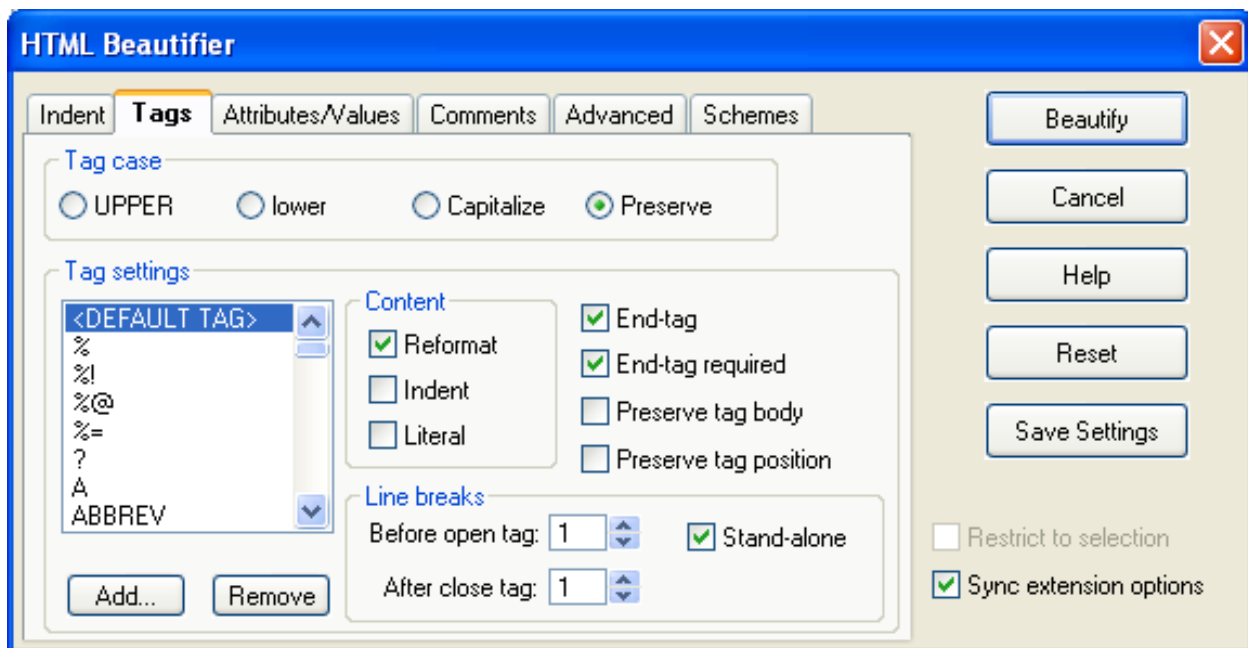 HTML Beautifier
Indent Tags Attributes/Values Comments Advanced Schemes
Tag case
UPPER lower Capitalize Preserve
Tag settings
<DEFAULT TAG>
%
%!
%@
%=
?
A
ABBREV
Add... Remove
Content
Reformat
Indent
Literal
End-tag
End-tag required
Preserve tag body
Preserve tag position
Line breaks
Before open tag: 1 Stand-alone
After close tag: 1
Beautify
Cancel
Help
Reset
Save Settings
Restrict to selection
Sync extension options